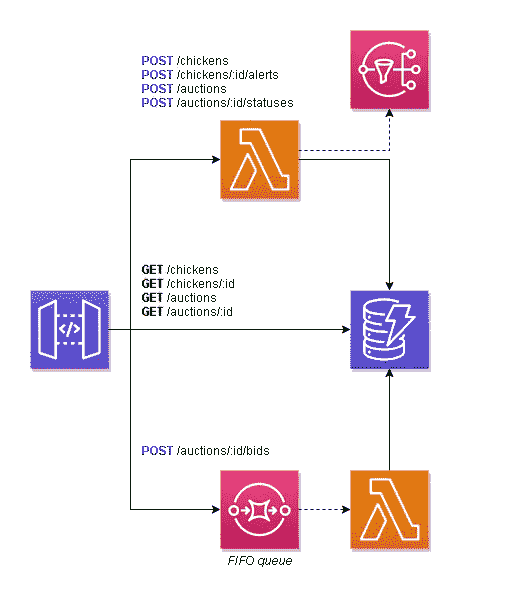 POST /chickens
POST /chickens/:id/alerts
POST /auctions
POST /auctions/:id/statuses
GET /chickens
GET /chickens/:id
GET /auctions
GET /auctions/:id
</>
POST /auctions/:id/bids
FIFO queue